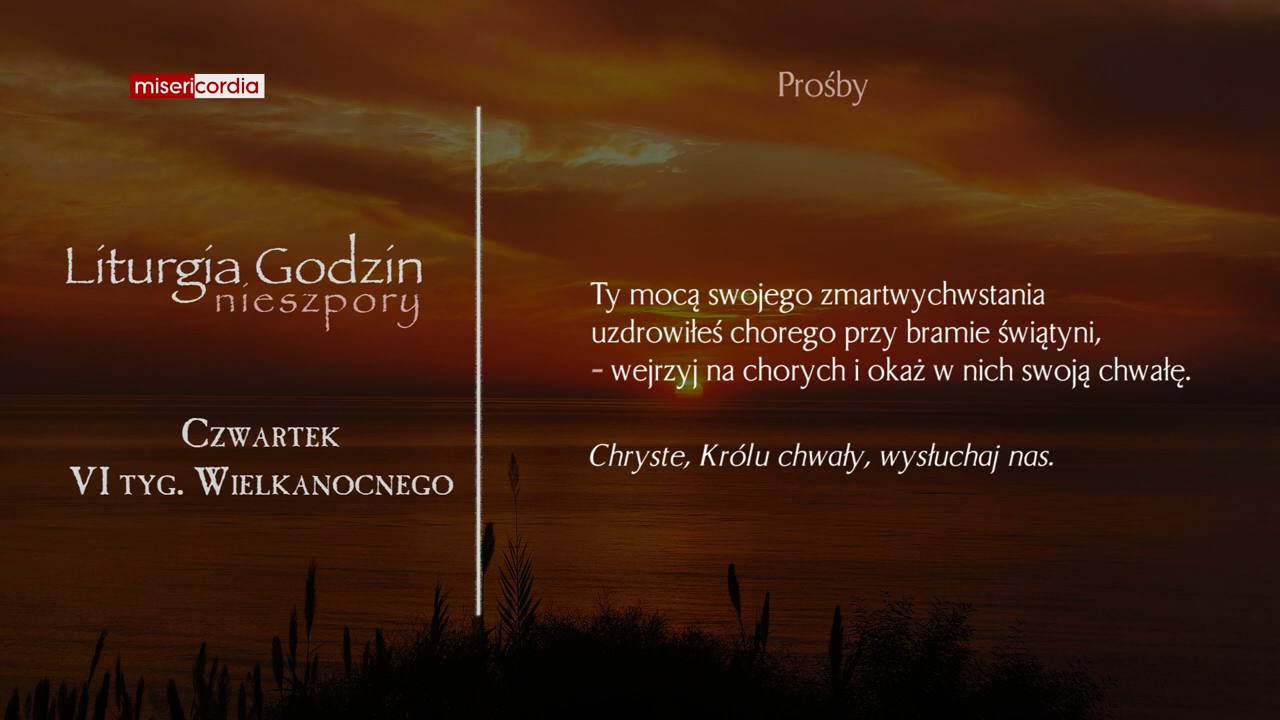 misericordia
Liturgia Godzin
nieszpory
Czwartek
VI tyg. Wielkanocnego
Prośby
Ty mocą swojego zmartwychwstania
uzdrowiłeś chorego przy bramie świątyni,
- wejrzyj na chorych i okaż w nich swoją chwałę.
Chryste, Królu chwały, wysłuchaj nas.